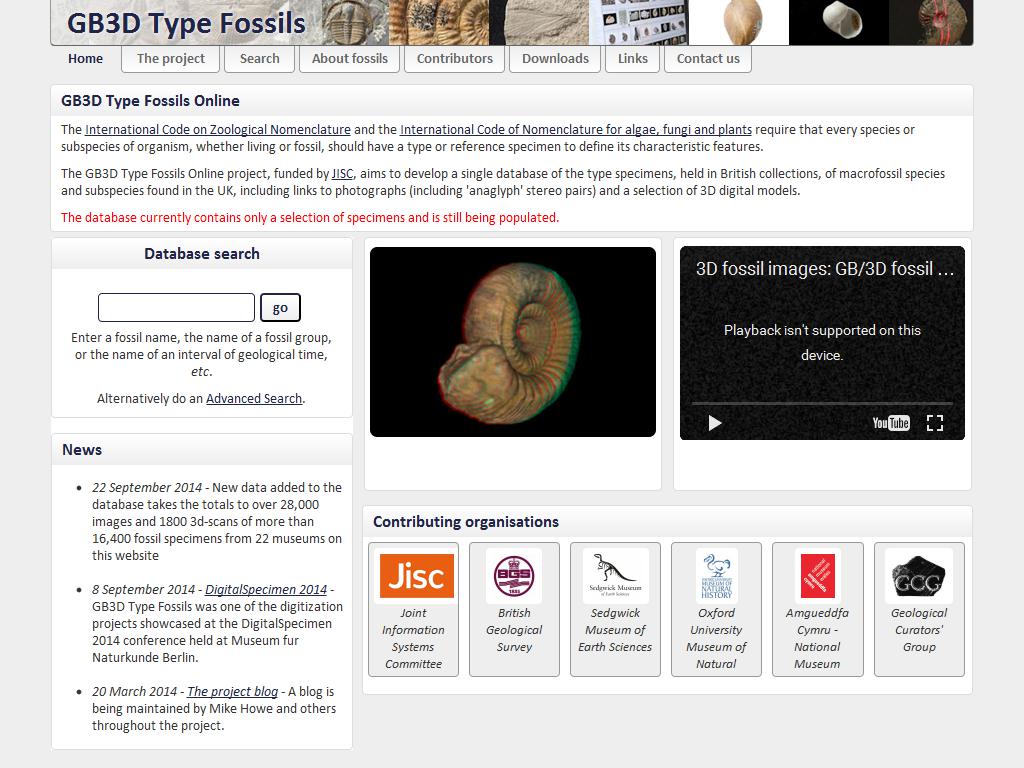 GB3D Type Fossils
Home
The project
Search
About fossils
Contributors
Downloads
Links
Contact us
GB3D Type Fossils Online
The International Code on Zoological Nomenclature and the International Code of Nomenclature for algae, fungi and plants require that every species or
subspecies of organism, whether living or fossil, should have a type or reference specimen to define its characteristic features.
The GB3D Type Fossils Online project, funded by JISC, aims to develop a single database of the type specimens, held in British collections, of macrofossil species
and subspecies found in the UK, including links to photographs (including 'anaglyph' stereo pairs) and a selection of 3D digital models.
The database currently contains only a selection of specimens and is still being populated.
Database search
go
Enter a fossil name, the name of a fossil group,
or the name of an interval of geological time,
etc.
Alternatively do an Advanced Search.
3D fossil images: GB/3D fossil ...
Playback isn't supported on this
device.
YouTube
News
22 September 2014 - New data added to the
database takes the totals to over 28,000
images and 1800 3d-scans of more than
16,400 fossil specimens from 22 museums on
this website
8 September 2014 - DigitalSpecimen 2014 -
GB3D Type Fossils was one of the digitization
projects showcased at the DigitalSpecimen
2014 conference held at Museum fur
Naturkunde Berlin.
20 March 2014 - The project blog - A blog is
being maintained by Mike Howe and others
throughout the project.
Contributing organisations
Jisc
Joint
Information
Systems
Committee
BGS
1835
British
Geological
Survey
Sedgwick Museum
of Earth Sciences
Sedgwick
Museum of
Earth Sciences
OXFORD UNIVERSITY
MUSEUM OF
NATURAL
HISTORY
Oxford
University
Museum of
Natural
national
museum
wales
Amgueddfa
Cymru -
National
Museum
GCG
Geological
Curators'
Group